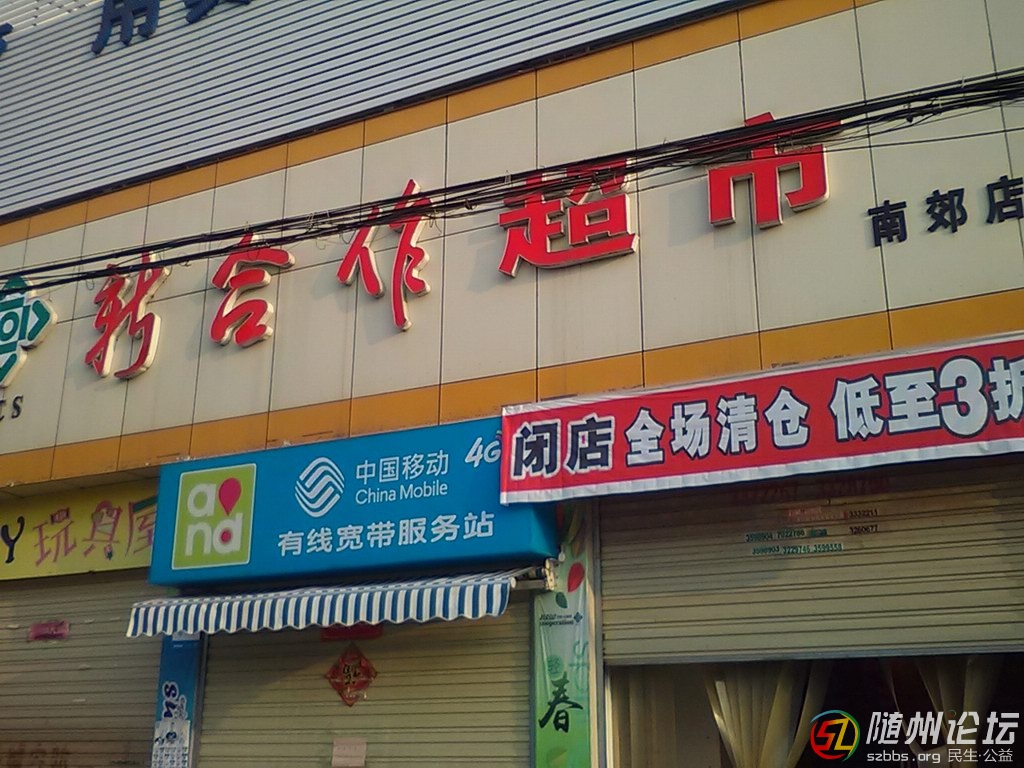 新合作超市
南郊店
中国移动 4G
China Mobile
and
有线宽带服务站
闭店 全场清仓 低至3折
玩具屋
春
随州论坛
szbbs.org 民生·公益